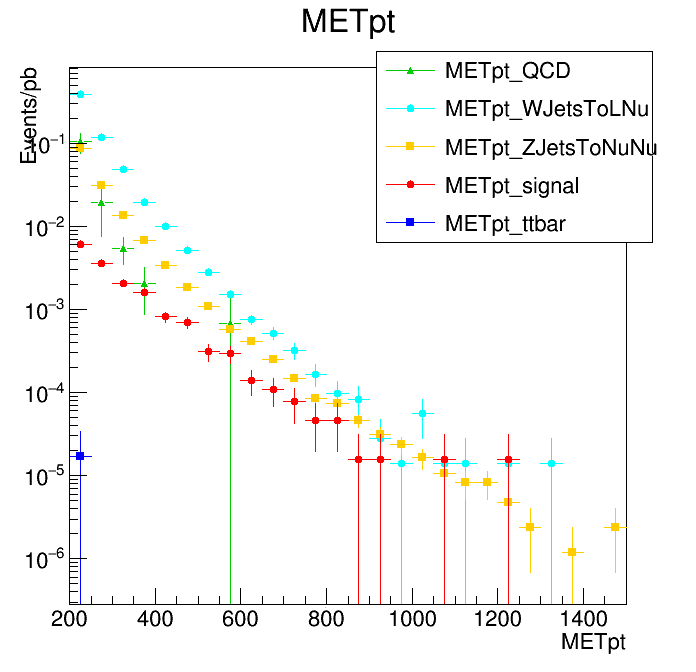 METpt
Events/pb
METpt_QCD
METpt_WJetsToLNu
METpt_ZJetsToNuNu
METpt_signal
METpt_ttbar
10−1
10−2
10−3
10−4
10−5
10−6
200 400 600 800 1000 1200 1400
METpt